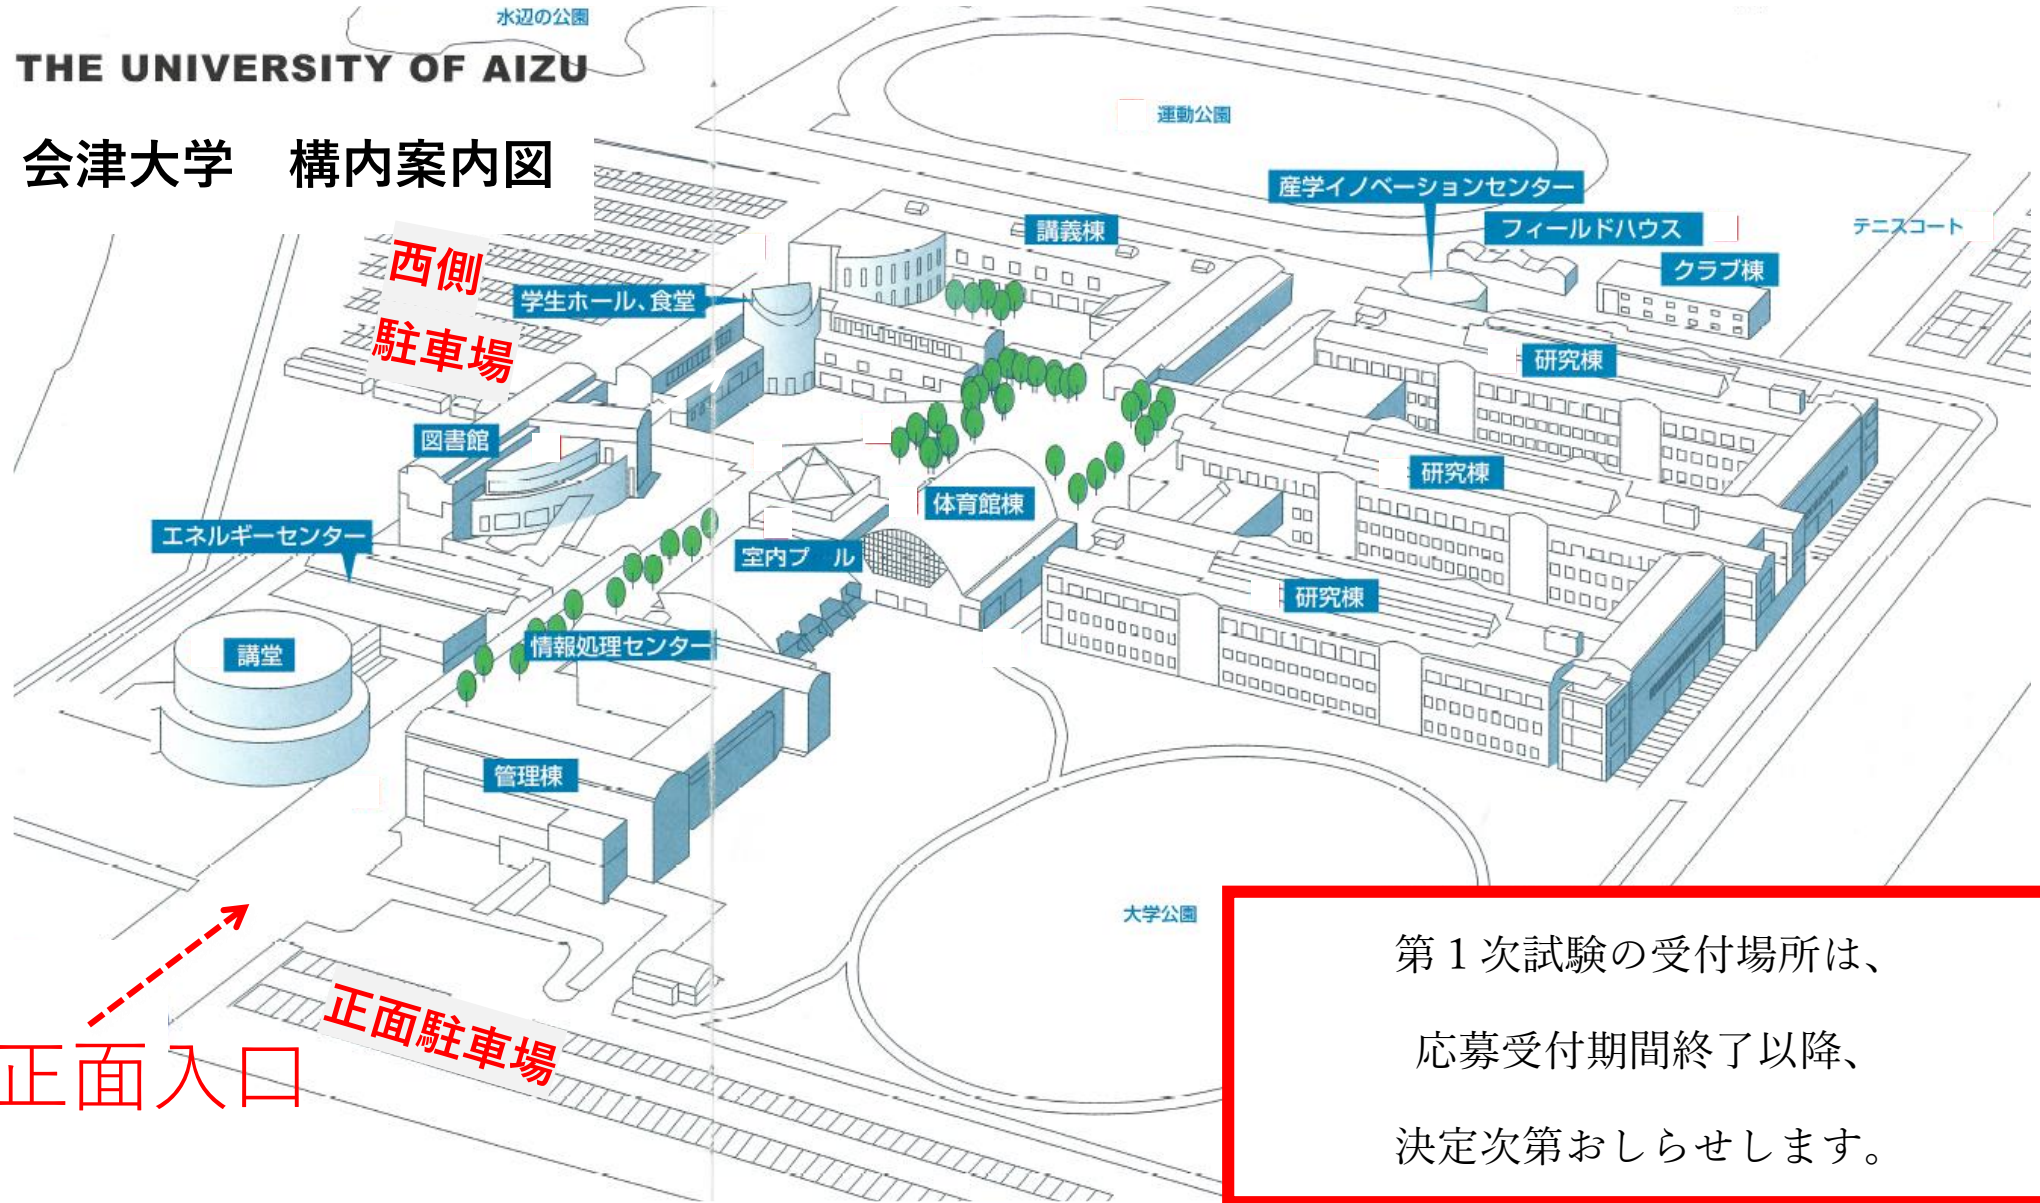 水辺の公園
THE UNIVERSITY OF AIZU
会津大学　構内案内図
運動公園
産学イノベーションセンター
フィールドハウス
テニスコート
講義棟
クラブ棟
西側
駐車場
学生ホール、食堂
研究棟
図書館
研究棟
体育館棟
エネルギーセンター
室内プ　ル
研究棟
情報処理センター
講堂
管理棟
大学公園
正面駐車場
正面入口
第１次試験の受付場所は、
応募受付期間終了以降、
決定次第おしらせします。